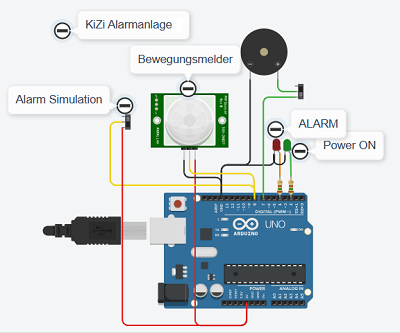 KiZi Alarmanlage
Bewegungsmelder
Alarm Simulation
ALARM
Power ON
DIGITAL (PWM ~)
UNO
ARDUINO
POWER
ANALOG IN